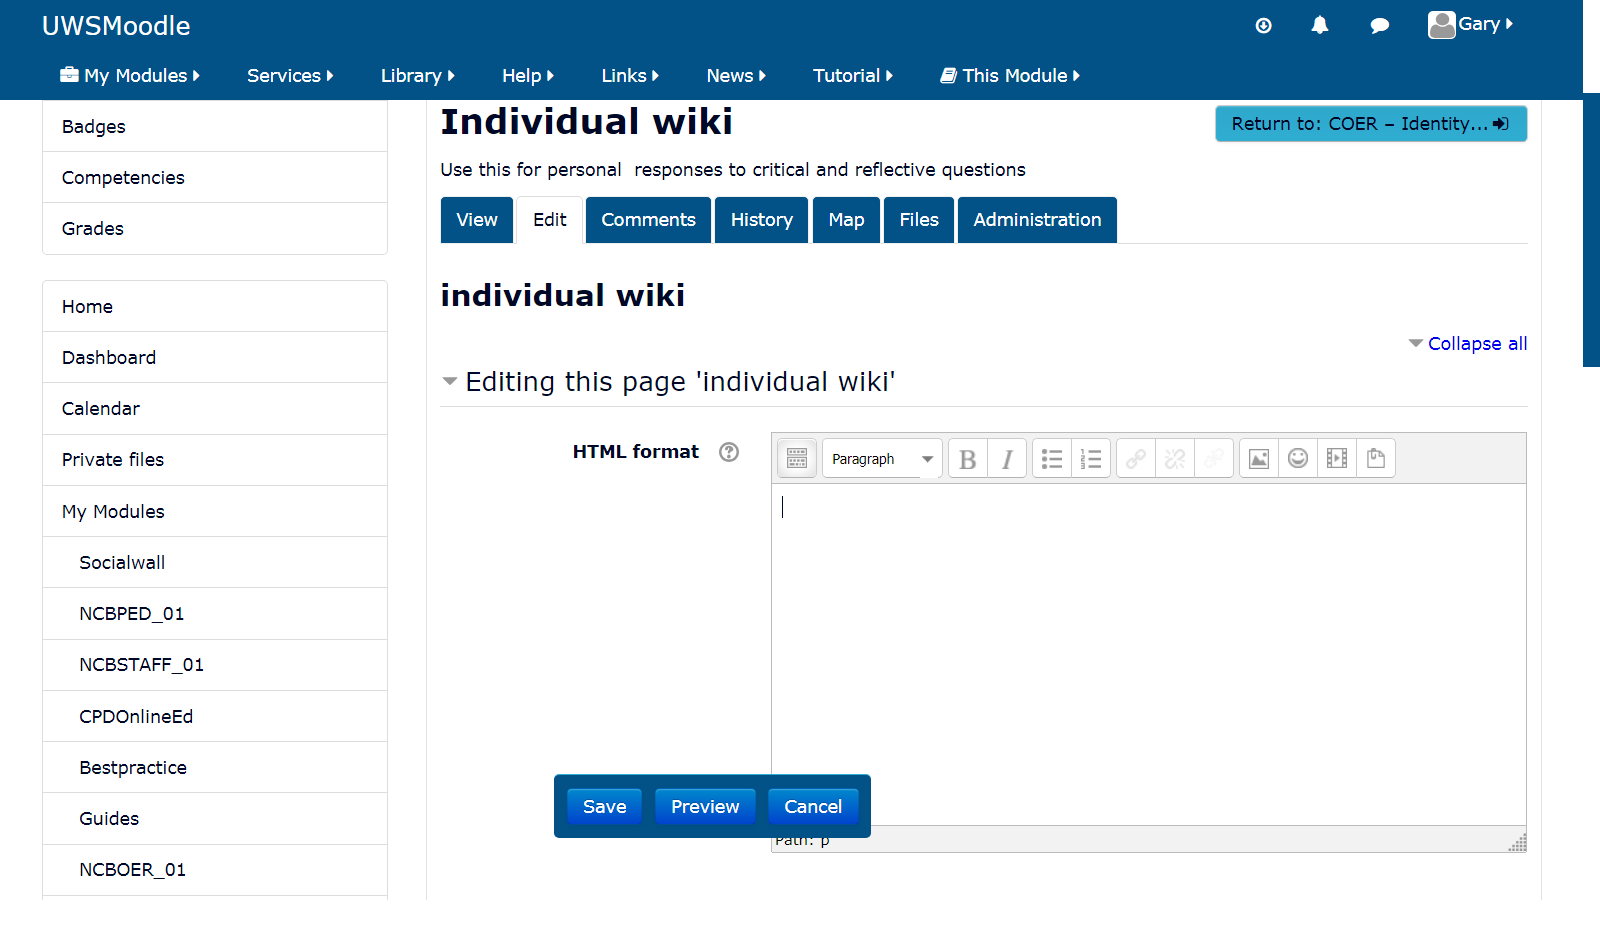 UWSMoodle
Gary
My Modules
Services
Library
Help
Links
News
Tutorial
This Module
Badges
Competencies
Grades
Home
Dashboard
Calendar
Private files
My Modules
Socialwall
NCBPED_01
NCBSTAFF_01
CPDOnlineEd
Bestpractice
Guides
NCBOER_01
Individual wiki
Return to: COER – Identity...
Use this for personal  responses to critical and reflective questions
View
Edit
Comments
History
Map
Files
Administration
individual wiki
Collapse all
Editing this page 'individual wiki'
HTML format
Paragraph
B
I
Save
Preview
Cancel
Path: p